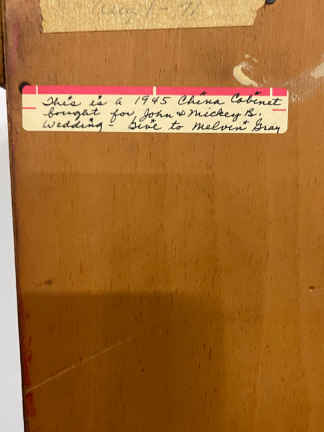 This is a 1945 China Cabinet
bought for John & Mickey B.
Wedding - Give to Melvin Gray